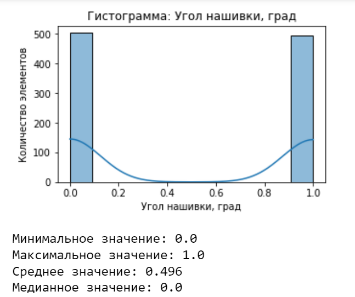 Гистограмма: Угол нашивки, град
Количество элементов
500
400
300
200
100
0
0.0 0.2 0.4 0.6 0.8 1.0
Угол нашивки, град
Минимальное значение: 0.0
Максимальное значение: 1.0
Среднее значение: 0.496
Медианное значение: 0.0